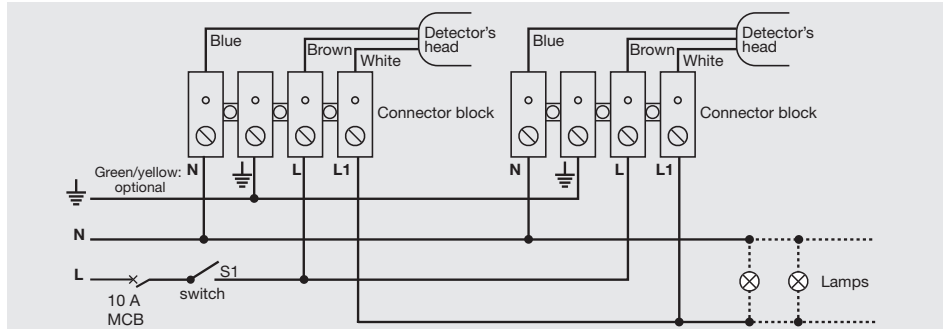 Blue
Brown
White
Detector's
head
Blue
Brown
White
Detector's
head
Connector block
Connector block
N
L
L1
N
L
L1
Green/yellow:
optional
N
L
S1
switch
10 A
MCB
Lamps